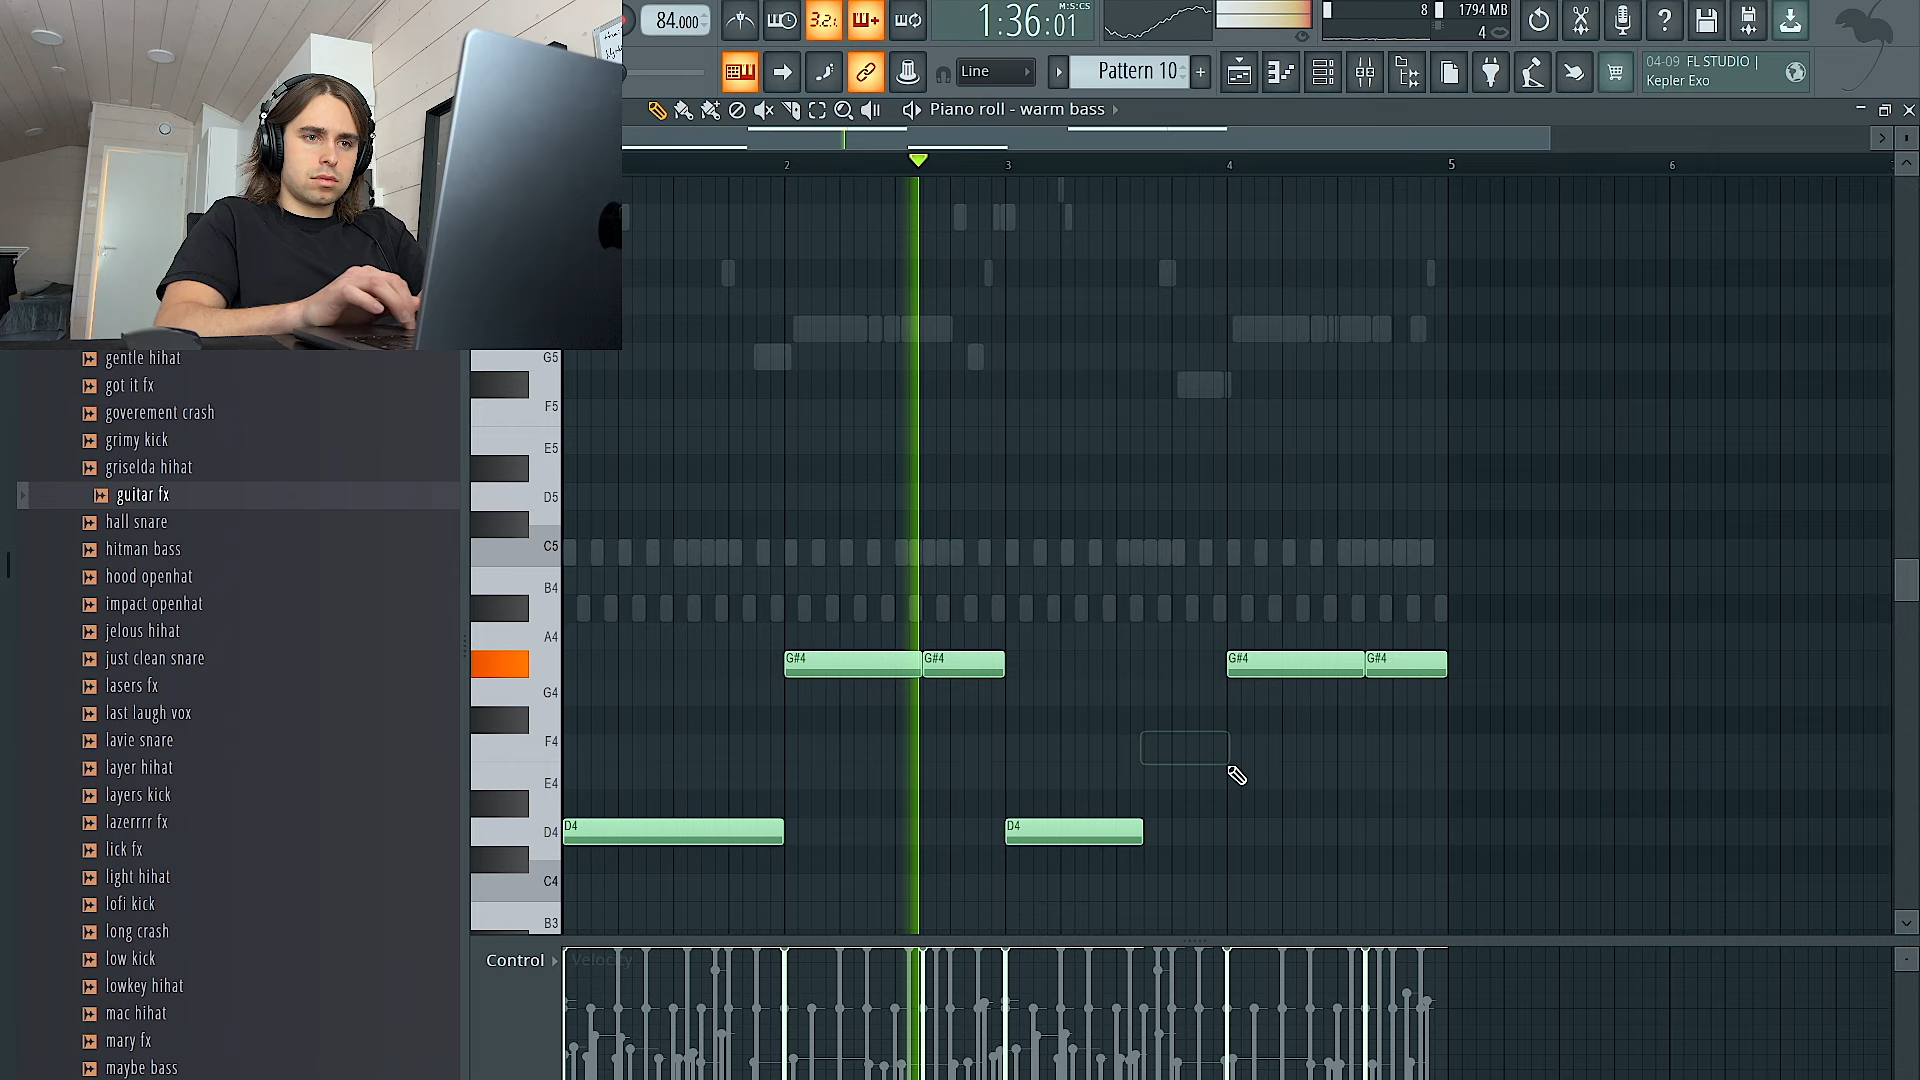 84.000
3.2.
1:36:01
M:S:CS
8
1794 MB
4
Line
Pattern 10
+
04-09 FL STUDIO |
Kepler Exo
Piano roll - warm bass
2
3
4
5
6
gentle hihat
got it fx
goverement crash
grimy kick
griselda hihat
guitar fx
hall snare
hitman bass
hood openhat
impact openhat
jelous hihat
just clean snare
lasers fx
last laugh vox
lavie snare
layer hihat
layers kick
lazerrrr fx
lick fx
light hihat
lofi kick
long crash
low kick
lowkey hihat
mac hihat
mary fx
maybe bass
G5
F5
E5
D5
C5
B4
A4
G4
F4
E4
D4
C4
B3
G#4
G#4
G#4
G#4
D4
D4
Control
Velocity